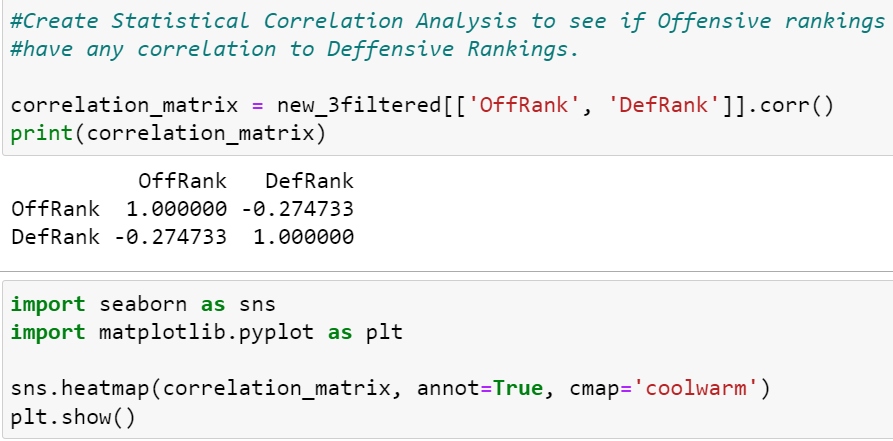 #Create Statistical Correlation Analysis to see if Offensive rankings
#have any correlation to Deffensive Rankings.
correlation_matrix = new_3filtered[['OffRank', 'DefRank']].corr()
print(correlation_matrix)
OffRank DefRank
OffRank 1.000000 -0.274733
DefRank -0.274733 1.000000
import seaborn as sns
import matplotlib.pyplot as plt
sns.heatmap(correlation_matrix, annot=True, cmap='coolwarm')
plt.show()